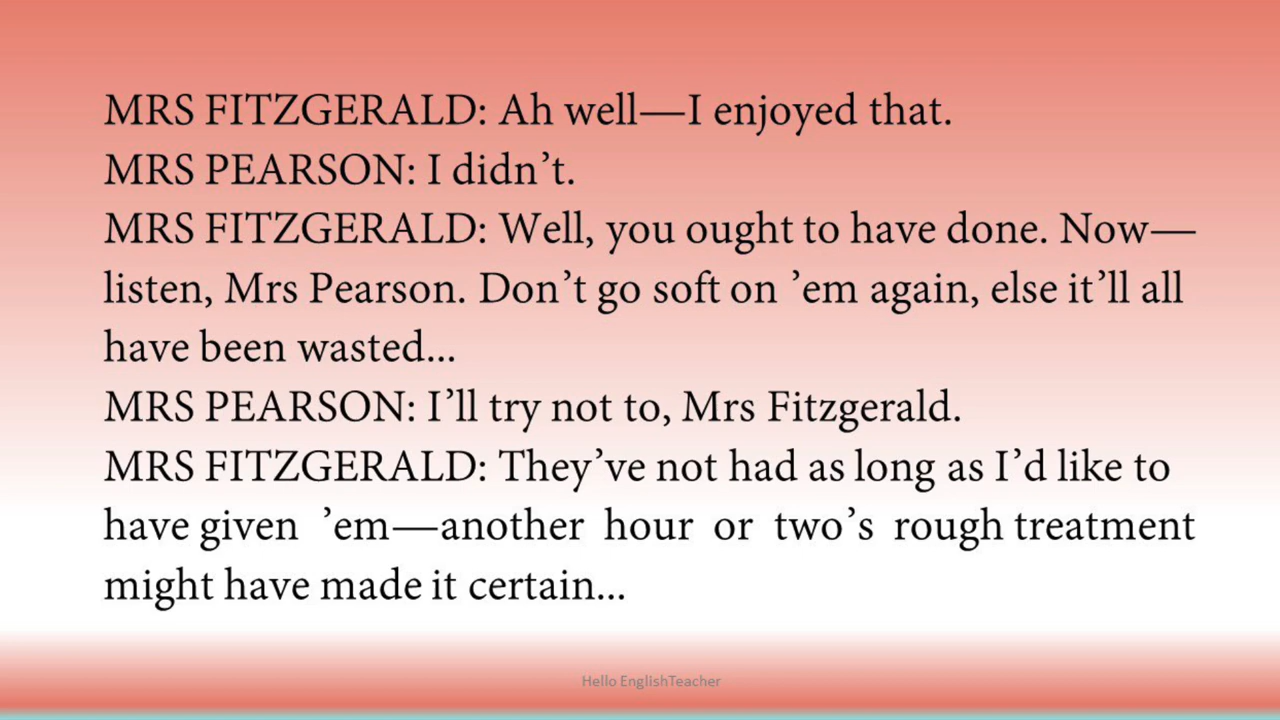 MRS FITZGERALD: Ah well—I enjoyed that.
MRS PEARSON: I didn’t.
MRS FITZGERALD: Well, you ought to have done. Now—
listen, Mrs Pearson. Don’t go soft on ’em again, else it’ll all
have been wasted...
MRS PEARSON: I’ll try not to, Mrs Fitzgerald.
MRS FITZGERALD: They’ve not had as long as I’d like to
have given ’em—another hour or two’s rough treatment
might have made it certain...
Hello EnglishTeacher